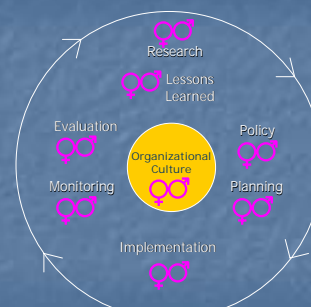 Research
Lessons
Learned
Evaluation
Policy
Organizational
Culture
Monitoring
Planning
Implementation